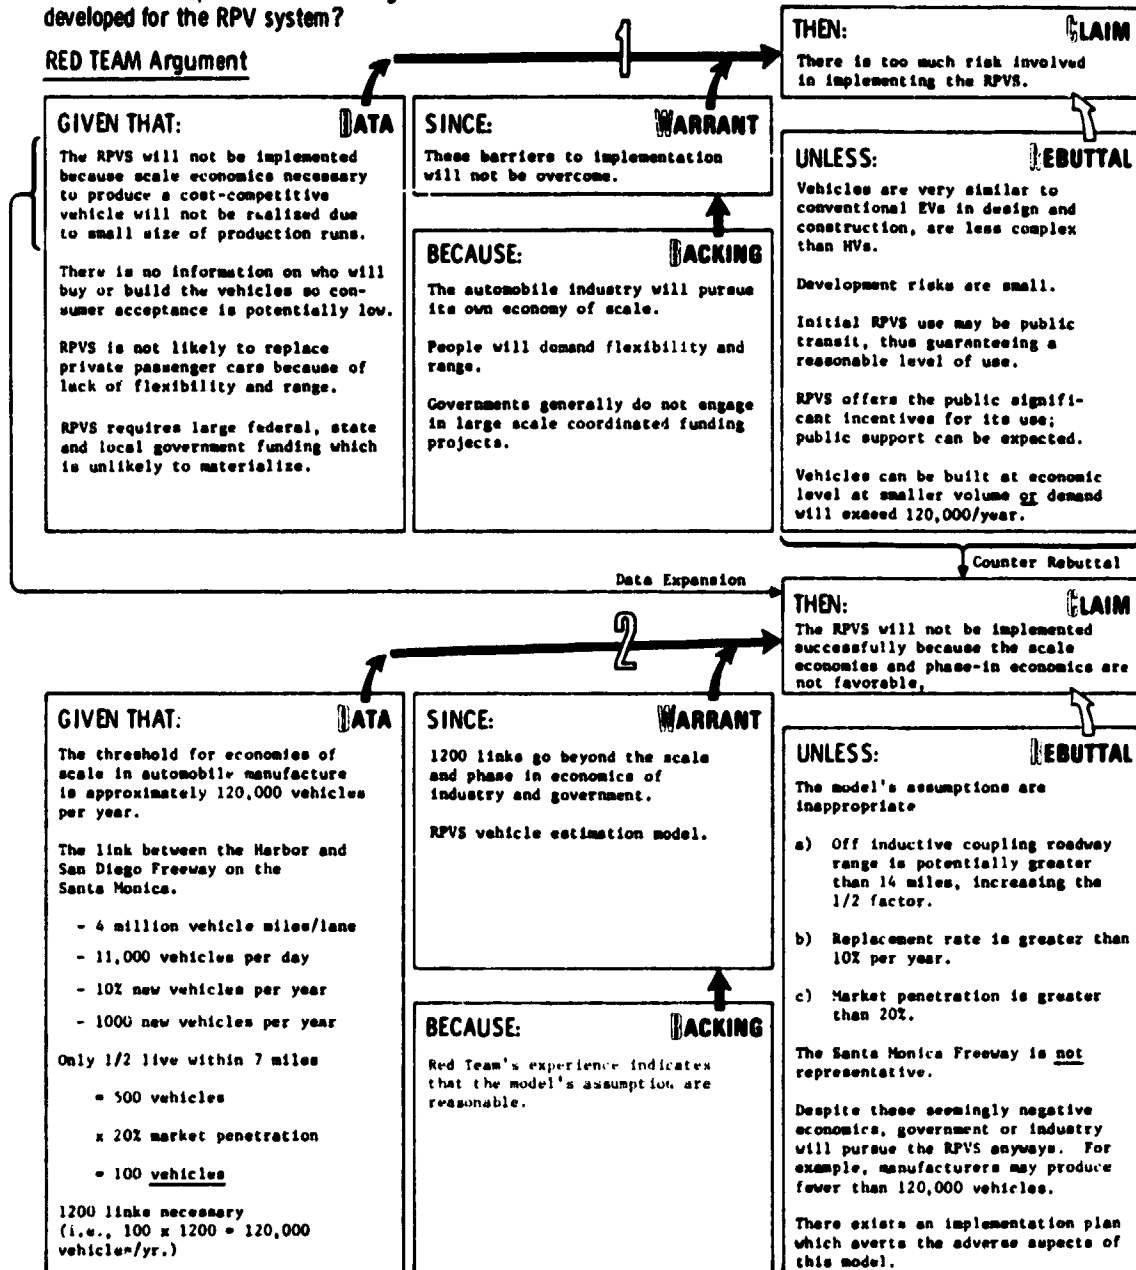 developed for the RPV system?
RED TEAM Argument
1
THEN: CLAIM
There is too much risk involved
in implementing the RPVS.
GIVEN THAT: DATA
The RPVS will not be implemented
because scale economics necessary
to produce a cost-competitive
vehicle will not be realized due
to small size of production runs.
There is no information on who will
buy or build the vehicles so con-
sumer acceptance is potentially low.
RPVS is not likely to replace
private passenger cars because of
lack of flexibility and range.
RPVS requires large federal, state
and local government funding which
is unlikely to materialize.
SINCE: WARRANT
These barriers to implementation
will not be overcome.
BECAUSE: BACKING
The automobile industry will pursue
its own economy of scale.
People will demand flexibility and
range.
Governments generally do not engage
in large scale coordinated funding
projects.
UNLESS: REBUTTAL
Vehicles are very similar to
conventional EVs in design and
construction, are less complex
than HVs.
Development risks are small.
Initial RPVS use may be public
transit, thus guaranteeing a
reasonable level of use.
RPVS offers the public signifi-
cant incentives for its use;
public support can be expected.
Vehicles can be built at economic
level at smaller volume or demand
will exceed 120,000/year.
Counter Rebuttal
Data Expansion
2
THEN: CLAIM
The RPVS will not be implemented
successfully because the scale
economies and phase-in economics are
not favorable,
GIVEN THAT: DATA
The threshold for economies of
scale in automobile manufacture
is approximately 120,000 vehicles
per year.
The link between the Harbor and
San Diego Freeway on the
Santa Monica.
- 4 million vehicle miles/lane
- 11,000 vehicles per day
- 10% new vehicles per year
- 1000 new vehicles per year
Only 1/2 live within 7 miles
= 500 vehicles
x 20% market penetration
= 100 vehicles
1200 links necessary
(i.e., 100 x 1200 = 120,000
vehicles/yr.)
SINCE: WARRANT
1200 links go beyond the scale
and phase in economics of
industry and government.
RPVS vehicle estimation model.
BECAUSE: BACKING
Red Team's experience indicates
that the model's assumption are
reasonable.
UNLESS: REBUTTAL
The model's assumptions are
inappropriate
a) Off inductive coupling roadway
range is potentially greater
than 14 miles, increasing the
1/2 factor.
b) Replacement rate is greater than
10% per year.
c) Market penetration is greater
than 20%.
The Santa Monica Freeway is not
representative.
Despite these seemingly negative
economics, government or industry
will pursue the RPVS anyways. For
example, manufacturers may produce
fewer than 120,000 vehicles.
There exists an implementation plan
which averts the adverse aspects of
this model.